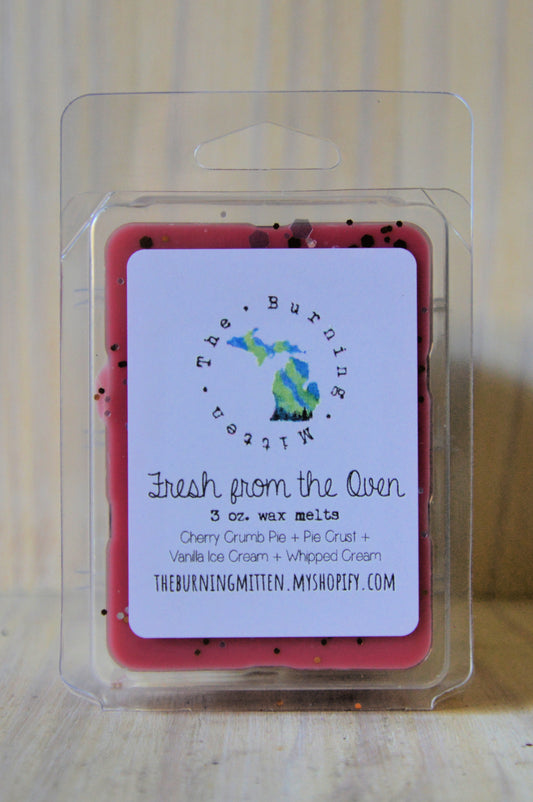 · The · Burning · Mitten
Fresh from the Oven
3 oz. wax melts
Cherry Crumb Pie + Pie Crust +
Vanilla Ice Cream + Whipped Cream
THEBURNINGMITTEN.MYSHOPIFY.COM